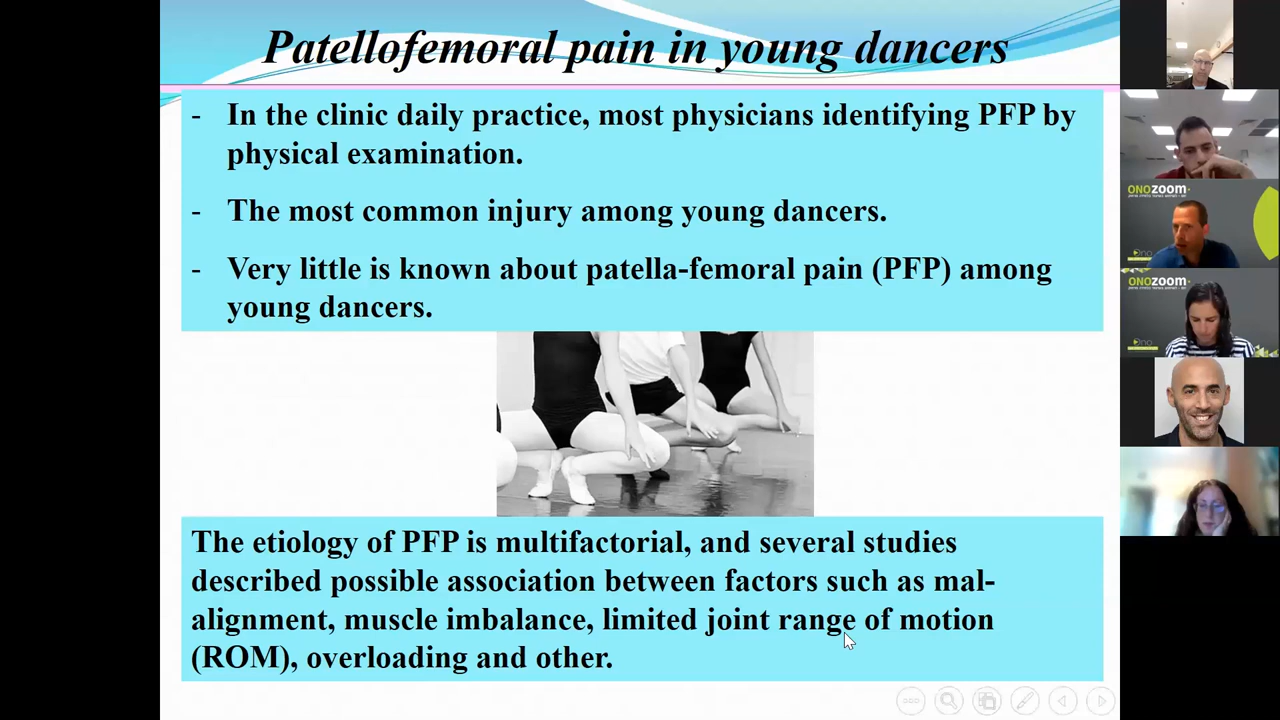 Patellofemoral pain in young dancers
- In the clinic daily practice, most physicians identifying PFP by
physical examination.
- The most common injury among young dancers.
- Very little is known about patella-femoral pain (PFP) among
young dancers.
The etiology of PFP is multifactorial, and several studies
described possible association between factors such as mal-
alignment, muscle imbalance, limited joint range of motion
(ROM), overloading and other.
ONOZOOM
ono
ONOZOOM
ono